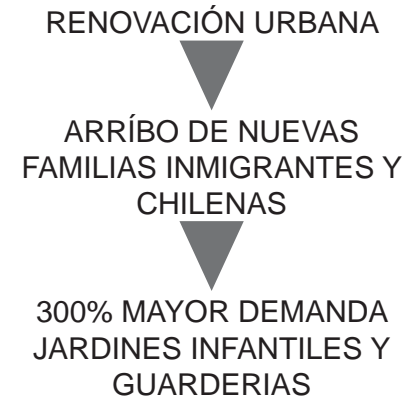 RENOVACIÓN URBANA
ARRÍBO DE NUEVAS
FAMILIAS INMIGRANTES Y
CHILENAS
300% MAYOR DEMANDA
JARDINES INFANTILES Y
GUARDERIAS